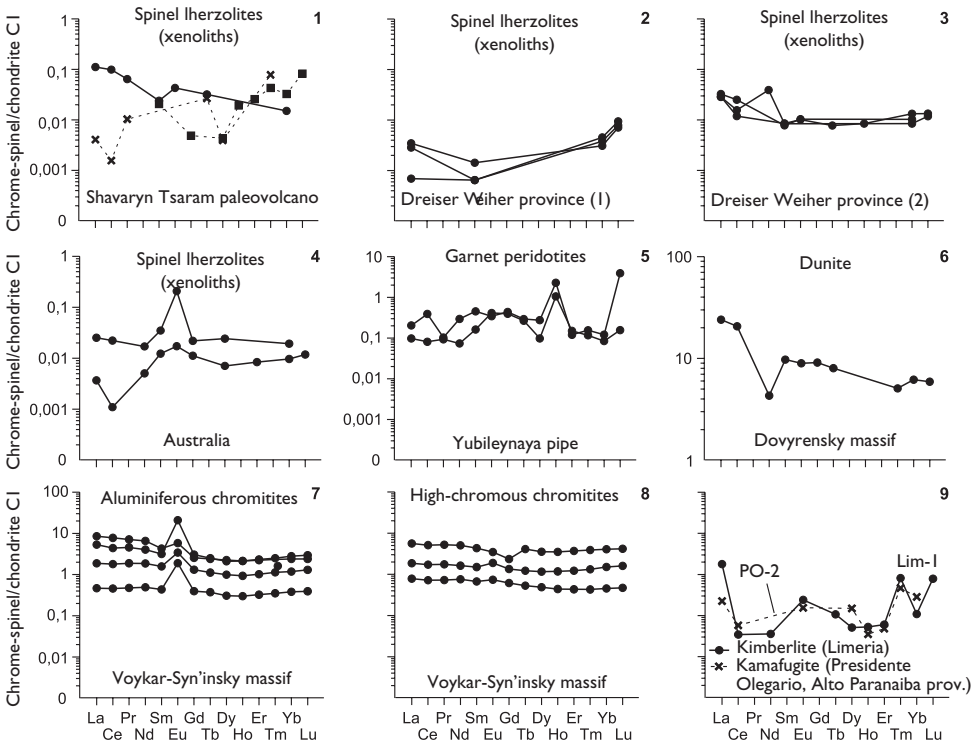 Chrome-spinel/chondrite C1
1
0,1
0,01
0,001
0
Spinel lherzolites
(xenoliths)
1
Shavaryn Tsaram paleovolcano
Spinel lherzolites
(xenoliths)
2
Dreiser Weiher province (1)
Spinel lherzolites
(xenoliths)
3
Dreiser Weiher province (2)
Chrome-spinel/chondrite C1
1
0,1
0,01
0,001
0
Spinel lherzolites
(xenoliths)
4
Australia
10
1
0,1
0,01
0,001
0
Garnet peridotites
5
Yubileynaya pipe
100
10
1
Dunite
6
Dovyrensky massif
Chrome-spinel/chondrite C1
100
10
1
0,1
0,01
0
Aluminiferous chromitites
7
Voykar-Syn'insky massif
High-chromous chromitites
8
Voykar-Syn'insky massif
9
PO-2
Lim-1
Kimberlite (Limeria)
Kamafugite (Presidente
Olegario, Alto Paranaiba prov.)
La Pr Sm Gd Dy Er Yb
Ce Nd Eu Tb Ho Tm Lu
La Pr Sm Gd Dy Er Yb
Ce Nd Eu Tb Ho Tm Lu
La Pr Sm Gd Dy Er Yb
Ce Nd Eu Tb Ho Tm Lu